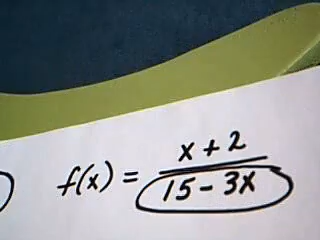 f(x) = (x + 2) / (15 - 3x)